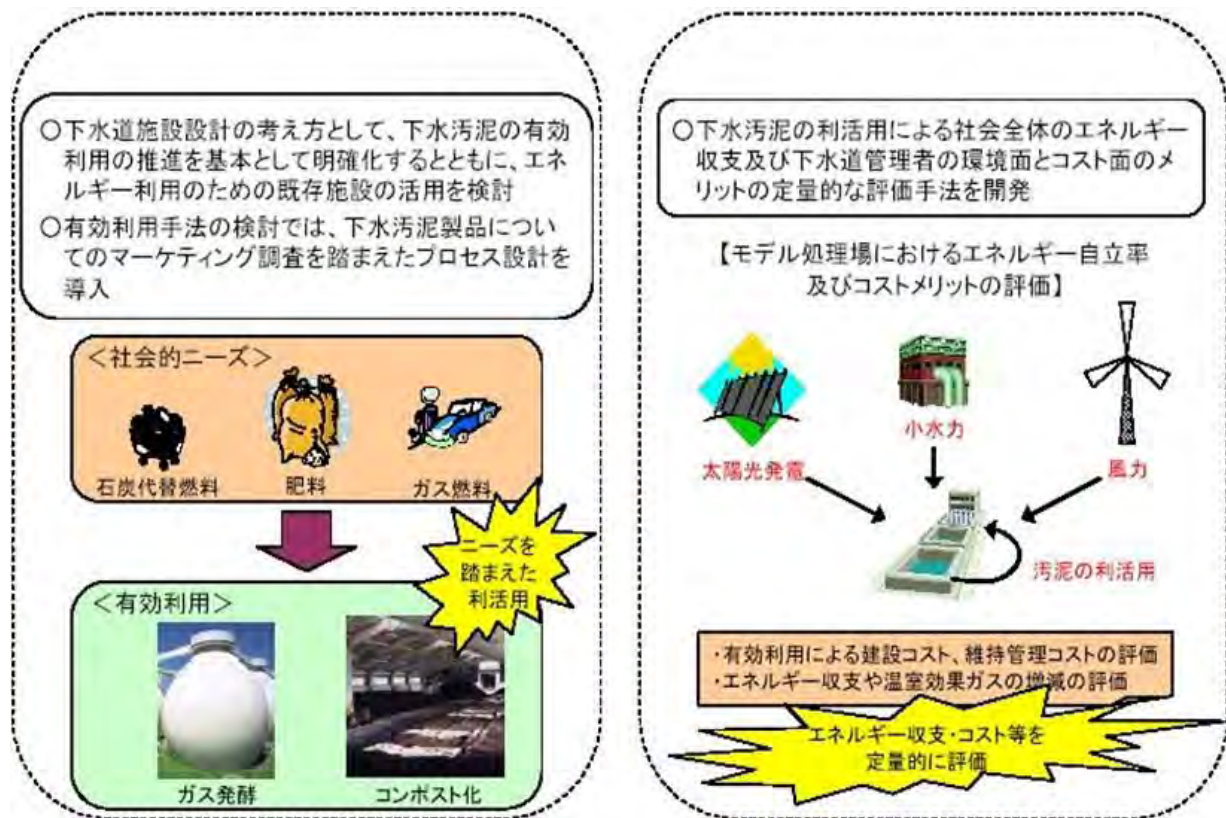 ○下水道施設設計の考え方として、下水汚泥の有効
利用の推進を基本として明確化するとともに、エネ
ルギー利用のための既存施設の活用を検討
○有効利用手法の検討では、下水汚泥製品につい
てのマーケティング調査を踏まえたプロセス設計を
導入
<社会的ニーズ>
石炭代替燃料
肥料
ガス燃料
ニーズを
踏まえた
利活用
<有効利用>
ガス発酵
コンポスト化
○下水汚泥の利活用による社会全体のエネルギー
収支及び下水道管理者の環境面とコスト面のメ
リットの定量的な評価手法を開発
【モデル処理場におけるエネルギー自立率
及びコストメリットの評価】
太陽光発電
小水力
風力
汚泥の利活用
・有効利用による建設コスト、維持管理コストの評価
・エネルギー収支や温室効果ガスの増減の評価
エネルギー収支・コスト等を
定量的に評価